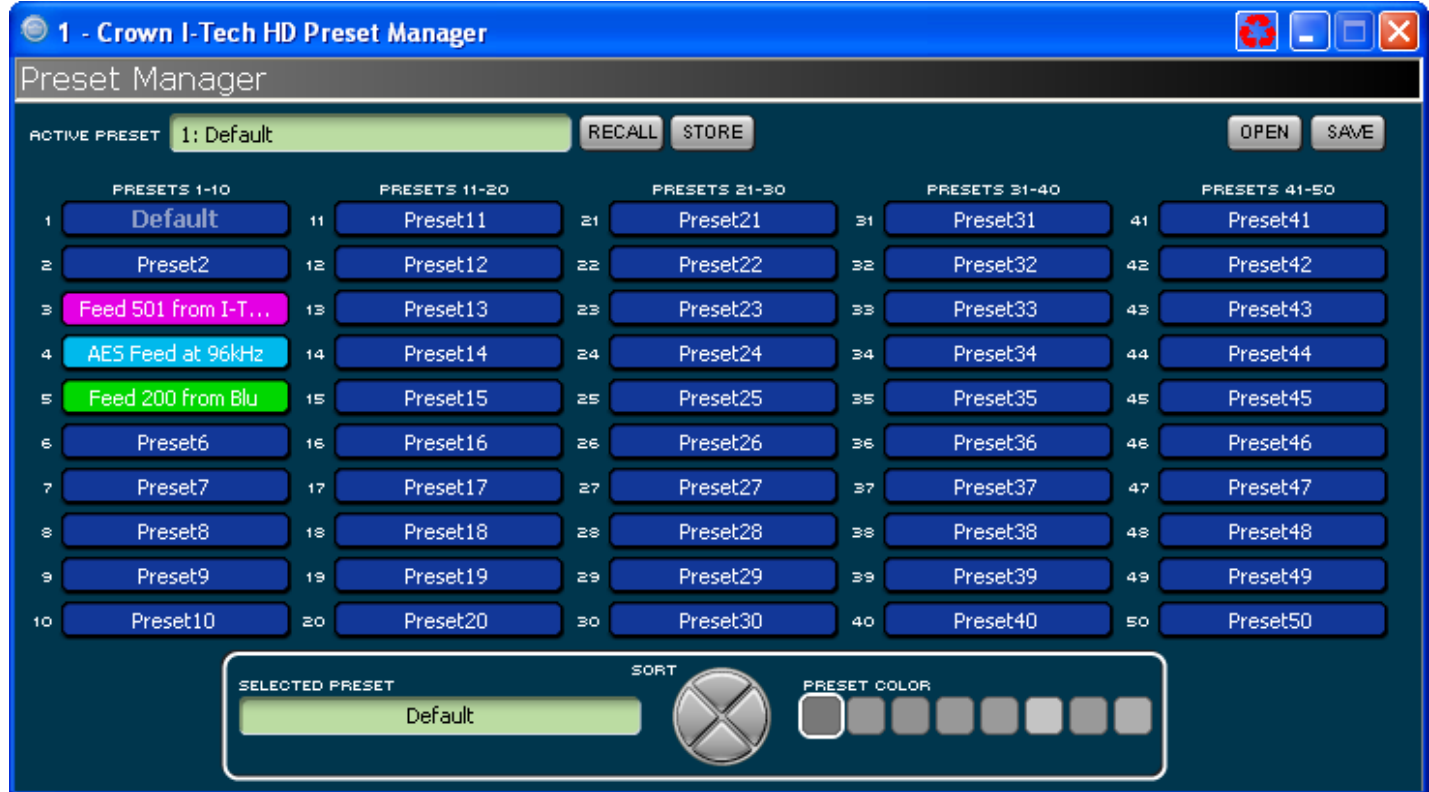 1 - Crown I-Tech HD Preset Manager
Preset Manager
ACTIVE PRESET 1: Default RECALL STORE OPEN SAVE
PRESETS 1-10 PRESETS 11-20 PRESETS 21-30 PRESETS 31-40 PRESETS 41-50
1 Default 11 Preset11 21 Preset21 31 Preset31 41 Preset41
2 Preset2 12 Preset12 22 Preset22 32 Preset32 42 Preset42
3 Feed 501 from I-T... 13 Preset13 23 Preset23 33 Preset33 43 Preset43
4 AES Feed at 96kHz 14 Preset14 24 Preset24 34 Preset34 44 Preset44
5 Feed 200 from Blu 15 Preset15 25 Preset25 35 Preset35 45 Preset45
6 Preset6 16 Preset16 26 Preset26 36 Preset36 46 Preset46
7 Preset7 17 Preset17 27 Preset27 37 Preset37 47 Preset47
8 Preset8 18 Preset18 28 Preset28 38 Preset38 48 Preset48
9 Preset9 19 Preset19 29 Preset29 39 Preset39 49 Preset49
10 Preset10 20 Preset20 30 Preset30 40 Preset40 50 Preset50
SORT
SELECTED PRESET PRESET COLOR
Default